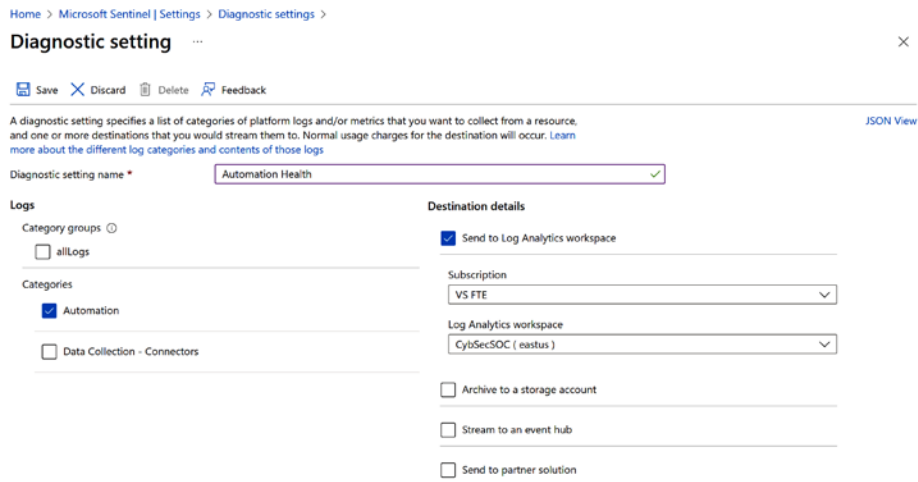 Home > Microsoft Sentinel | Settings > Diagnostic settings >
Diagnostic setting ...
Save Discard Delete Feedback
A diagnostic setting specifies a list of categories of platform logs and/or metrics that you want to collect from a resource,
and one or more destinations that you would stream them to. Normal usage charges for the destination will occur. Learn
more about the different log categories and contents of those logs
JSON View
Diagnostic setting name *
Automation Health
Logs
Category groups
allLogs
Categories
Automation
Data Collection - Connectors
Destination details
Send to Log Analytics workspace
Subscription
VS FTE
Log Analytics workspace
CybSecSOC ( eastus )
Archive to a storage account
Stream to an event hub
Send to partner solution